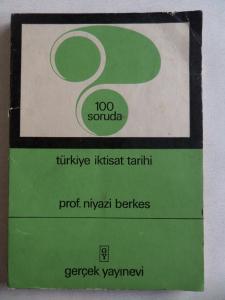 100
soruda
türkiye iktisat tarihi
prof. niyazi berkes
G
Y
gerçek yayınevi